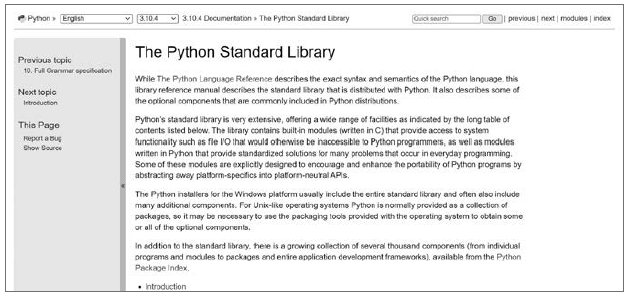 Python » English 3.10.4 3.10.4 Documentation » The Python Standard Library Quick search Go | previous | next | modules | index
Previous topic
10. Full Grammar specification
Next topic
Introduction
This Page
Report a Bug
Show Source
«
The Python Standard Library
While The Python Language Reference describes the exact syntax and semantics of the Python language, this
library reference manual describes the standard library that is distributed with Python. It also describes some of
the optional components that are commonly included in Python distributions.
Python's standard library is very extensive, offering a wide range of facilities as indicated by the long table of
contents listed below. The library contains built-in modules (written in C) that provide access to system
functionality such as file I/O that would otherwise be inaccessible to Python programmers, as well as modules
written in Python that provide standardized solutions for many problems that occur in everyday programming.
Some of these modules are explicitly designed to encourage and enhance the portability of Python programs by
abstracting away platform-specifics into platform-neutral APIs.
The Python installers for the Windows platform usually include the entire standard library and often also include
many additional components. For Unix-like operating systems Python is normally provided as a collection of
packages, so it may be necessary to use the packaging tools provided with the operating system to obtain some
or all of the optional components.
In addition to the standard library, there is a growing collection of several thousand components (from individual
programs and modules to packages and entire application development frameworks), available from the Python
Package Index.
• Introduction